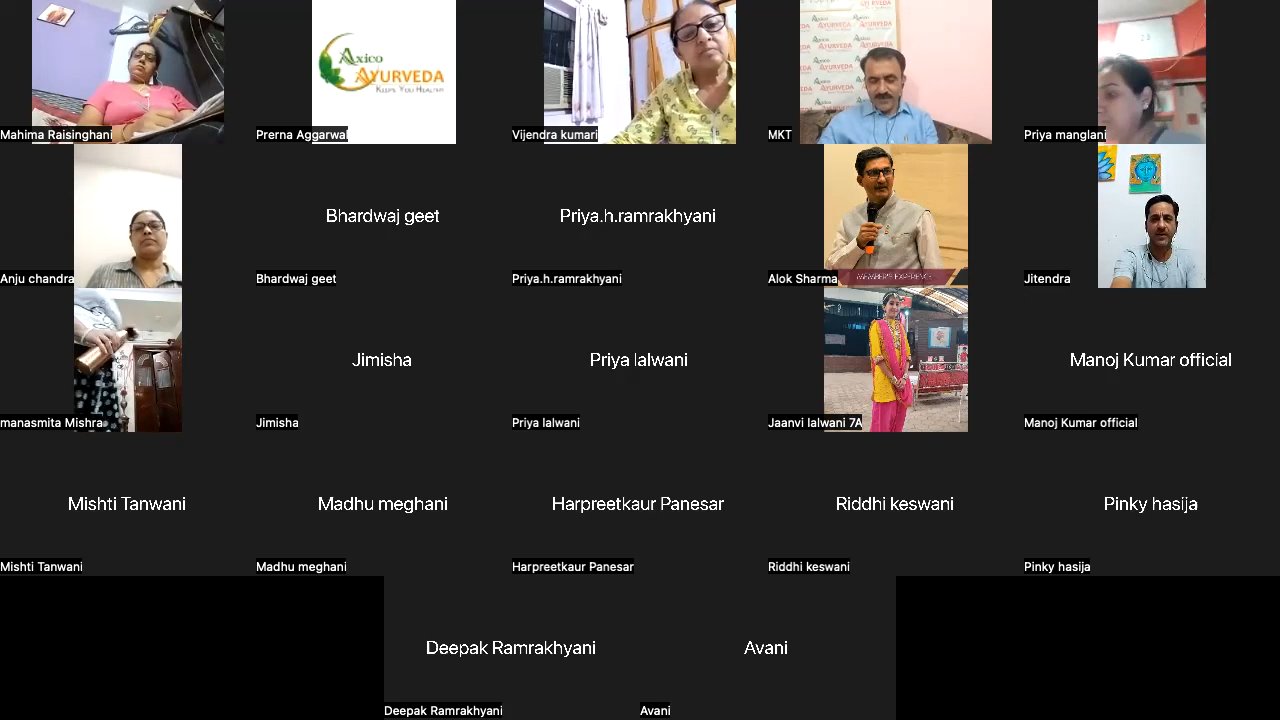 Axico
AYURVEDA
KEEPS YOU HEALTHY
Mahima Raisinghani
Prerna Aggarwal
Vijendra kumari
MKT
Priya manglani
Bhardwaj geet
Priya.h.ramrakhyani
MEMBER'S EXPERIENCE
Anju chandra
Bhardwaj geet
Priya.h.ramrakhyani
Alok Sharma
Jitendra
Jimisha
Priya lalwani
Manoj Kumar official
manasmita Mishra
Jimisha
Priya lalwani
Jaanvi lalwani 7A
Manoj Kumar official
Mishti Tanwani
Madhu meghani
Harpreetkaur Panesar
Riddhi keswani
Pinky hasija
Mishti Tanwani
Madhu meghani
Harpreetkaur Panesar
Riddhi keswani
Pinky hasija
Deepak Ramrakhyani
Avani
Deepak Ramrakhyani
Avani